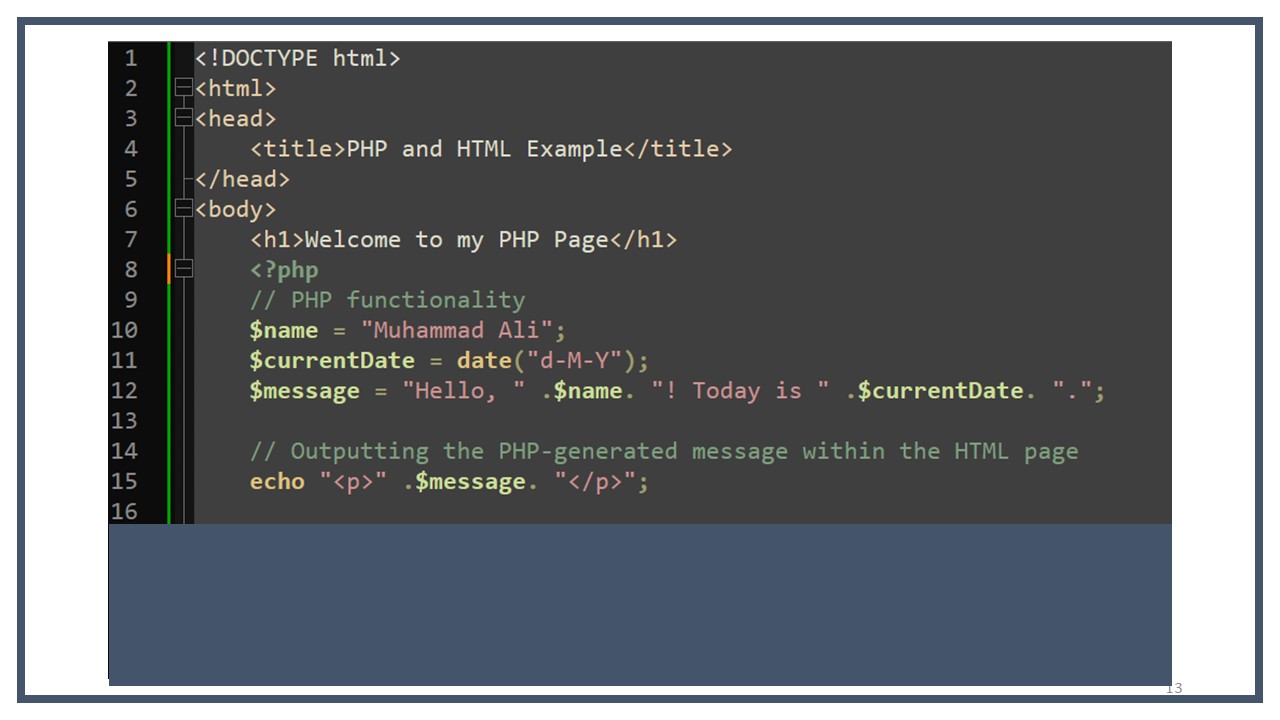 1 <!DOCTYPE html>
2 <html>
3 <head>
4     <title>PHP and HTML Example</title>
5 </head>
6 <body>
7     <h1>Welcome to my PHP Page</h1>
8     <?php
9     // PHP functionality
10     $name = "Muhammad Ali";
11     $currentDate = date("d-M-Y");
12     $message = "Hello, " .$name. "! Today is " .$currentDate. ".";
13
14     // Outputting the PHP-generated message within the HTML page
15     echo "<p>" .$message. "</p>";
16
13